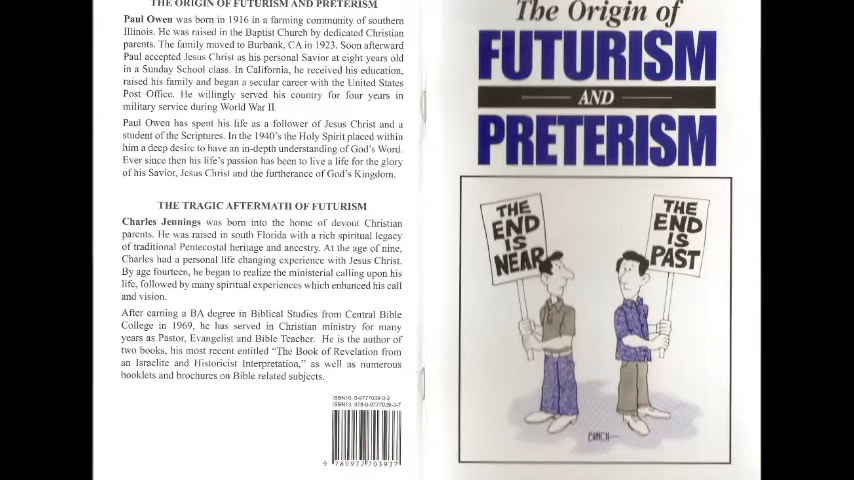 THE ORIGIN OF FUTURISM AND PRETERISM
Paul Owen was born in 1916 in a farming community of southern
Illinois. He was raised in the Baptist Church by dedicated Christian
parents. The family moved to Burbank, CA in 1923. Soon afterward
Paul accepted Jesus Christ as his personal Savior at eight years old
in a Sunday School class. In California, he received his education,
raised his family and began a secular career with the United States
Post Office. He willingly served his country for four years in
military service during World War II.
Paul Owen has spent his life as a follower of Jesus Christ and a
student of the Scriptures. In the 1940's the Holy Spirit placed within
him a deep desire to have an in-depth understanding of God's Word.
Ever since then his life's passion has been to live a life for the glory
of his Savior, Jesus Christ and the furtherance of God's Kingdom.
THE TRAGIC AFTERMATH OF FUTURISM
Charles Jennings was born into the home of devout Christian
parents. He was raised in south Florida with a rich spiritual legacy
of traditional Pentecostal heritage and ancestry. At the age of nine,
Charles had a personal life changing experience with Jesus Christ.
By age fourteen, he began to realize the ministerial calling upon his
life, followed by many spiritual experiences which enhanced his call
and vision.
After earning a BA degree in Biblical Studies from Central Bible
College in 1969, he has served in Christian ministry for many
years as Pastor, Evangelist and Bible Teacher. He is the author of
two books, his most recent entitled "The Book of Revelation from
an Israelite and Historicist Interpretation," as well as numerous
booklets and brochures on Bible related subjects.
The Origin of
FUTURISM
AND
PRETERISM
THE
END
IS
NEAR
THE
END
IS
PAST